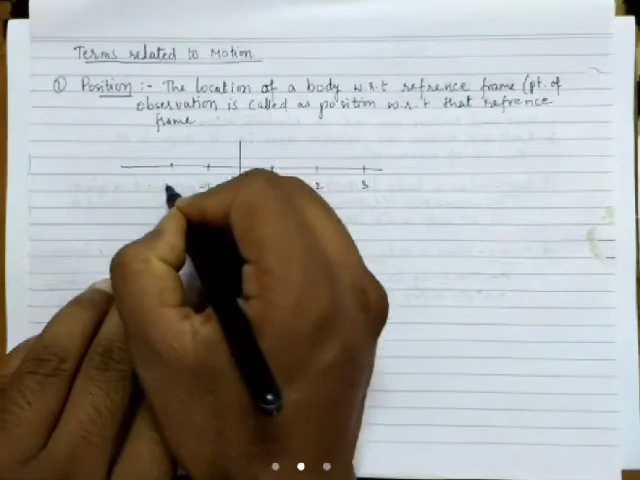 Terms related to Motion
① Position :- The location of a body w.r.t refrence frame (pt. of
observation is called as position w.r.t that refrence
frame
-1 2 3